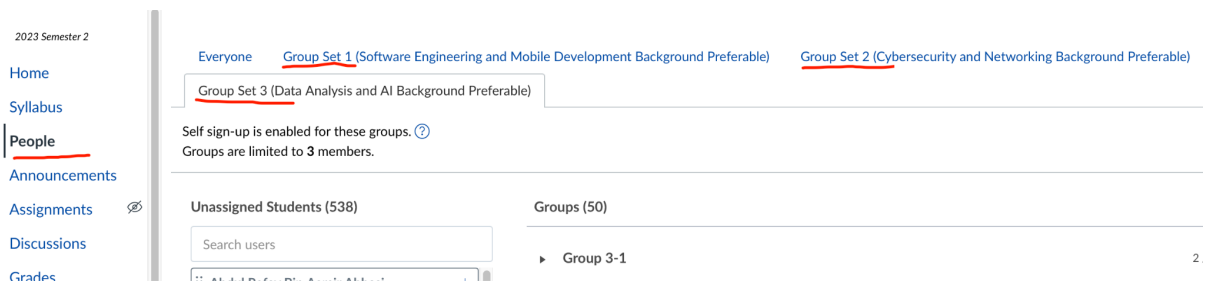 2023 Semester 2
Home
Syllabus
People
Announcements
Assignments
Discussions
Grades
Everyone Group Set 1 (Software Engineering and Mobile Development Background Preferable) Group Set 2 (Cybersecurity and Networking Background Preferable)
Group Set 3 (Data Analysis and AI Background Preferable)
Self sign-up is enabled for these groups. ?
Groups are limited to 3 members.
Unassigned Students (538)
Search users
Groups (50)
Group 3-1 2